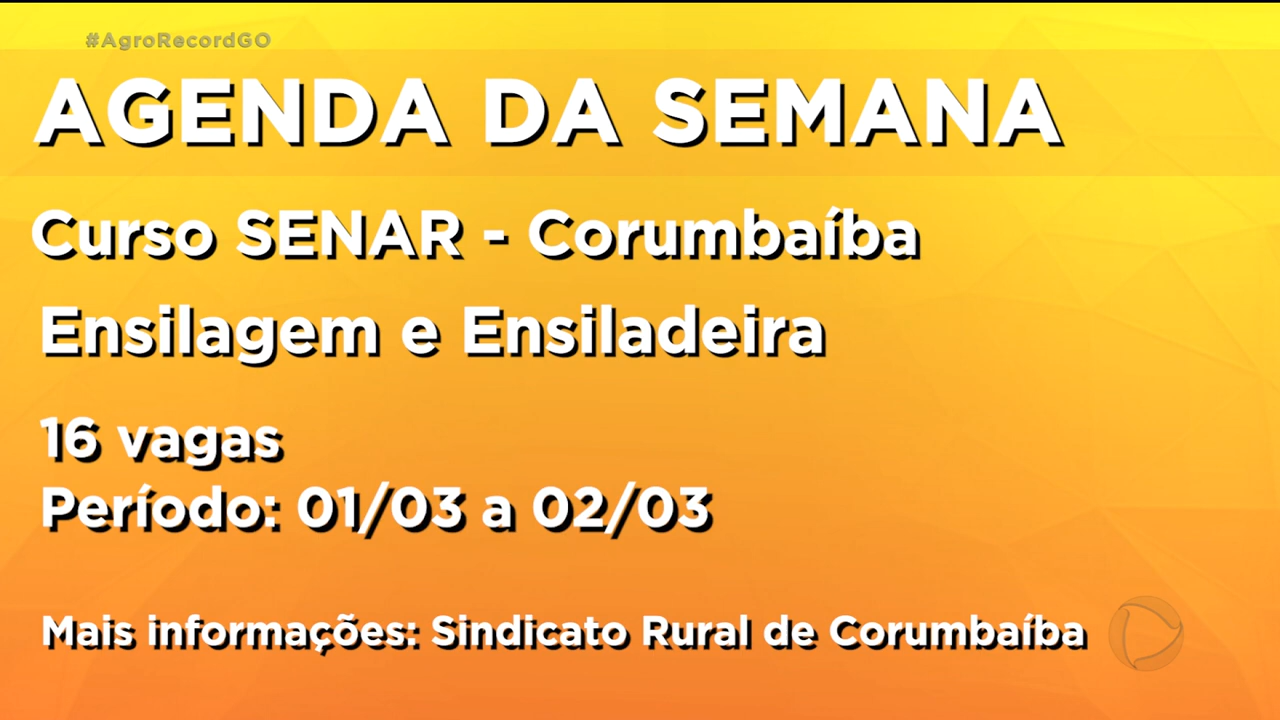 #AgroRecordGO
AGENDA DA SEMANA
Curso SENAR - Corumbaíba
Ensilagem e Ensiladeira
16 vagas
Período: 01/03 a 02/03
Mais informações: Sindicato Rural de Corumbaíba